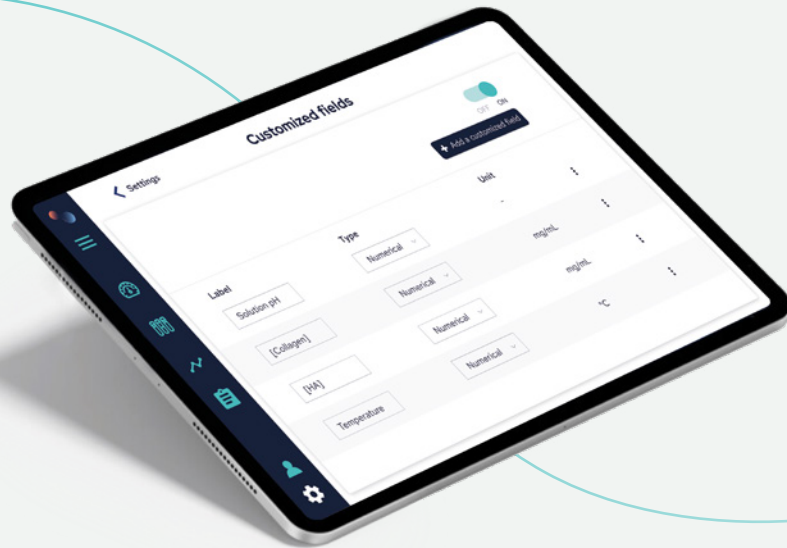 Settings
Customized fields
OFF ON
+ Add a customized field
Label Type Unit
Solution pH Numerical -
[Collagen] Numerical mg/mL
[HA] Numerical mg/mL
Temperature Numerical °C